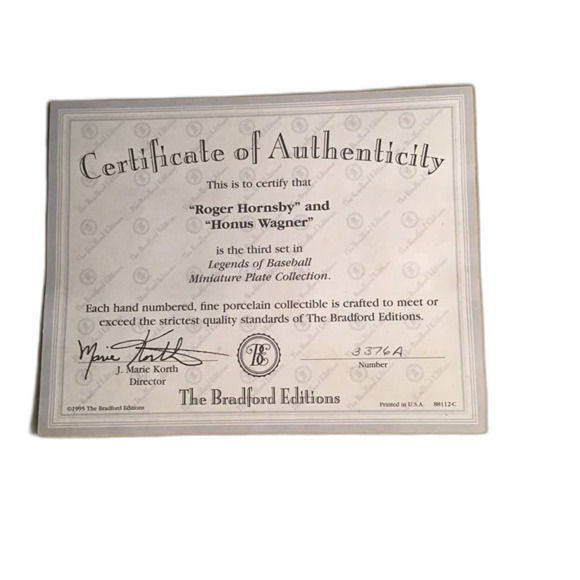 Certificate of Authenticity
This is to certify that
"Roger Hornsby" and
"Honus Wagner"
is the third set in
Legends of Baseball
Miniature Plate Collection.
Each hand numbered, fine porcelain collectible is crafted to meet or
exceed the strictest quality standards of The Bradford Editions.
Marie Korth
J. Marie Korth
Director
BE
3376A
Number
The Bradford Editions
©1995 The Bradford Editions
Printed in U.S.A. 88112-C